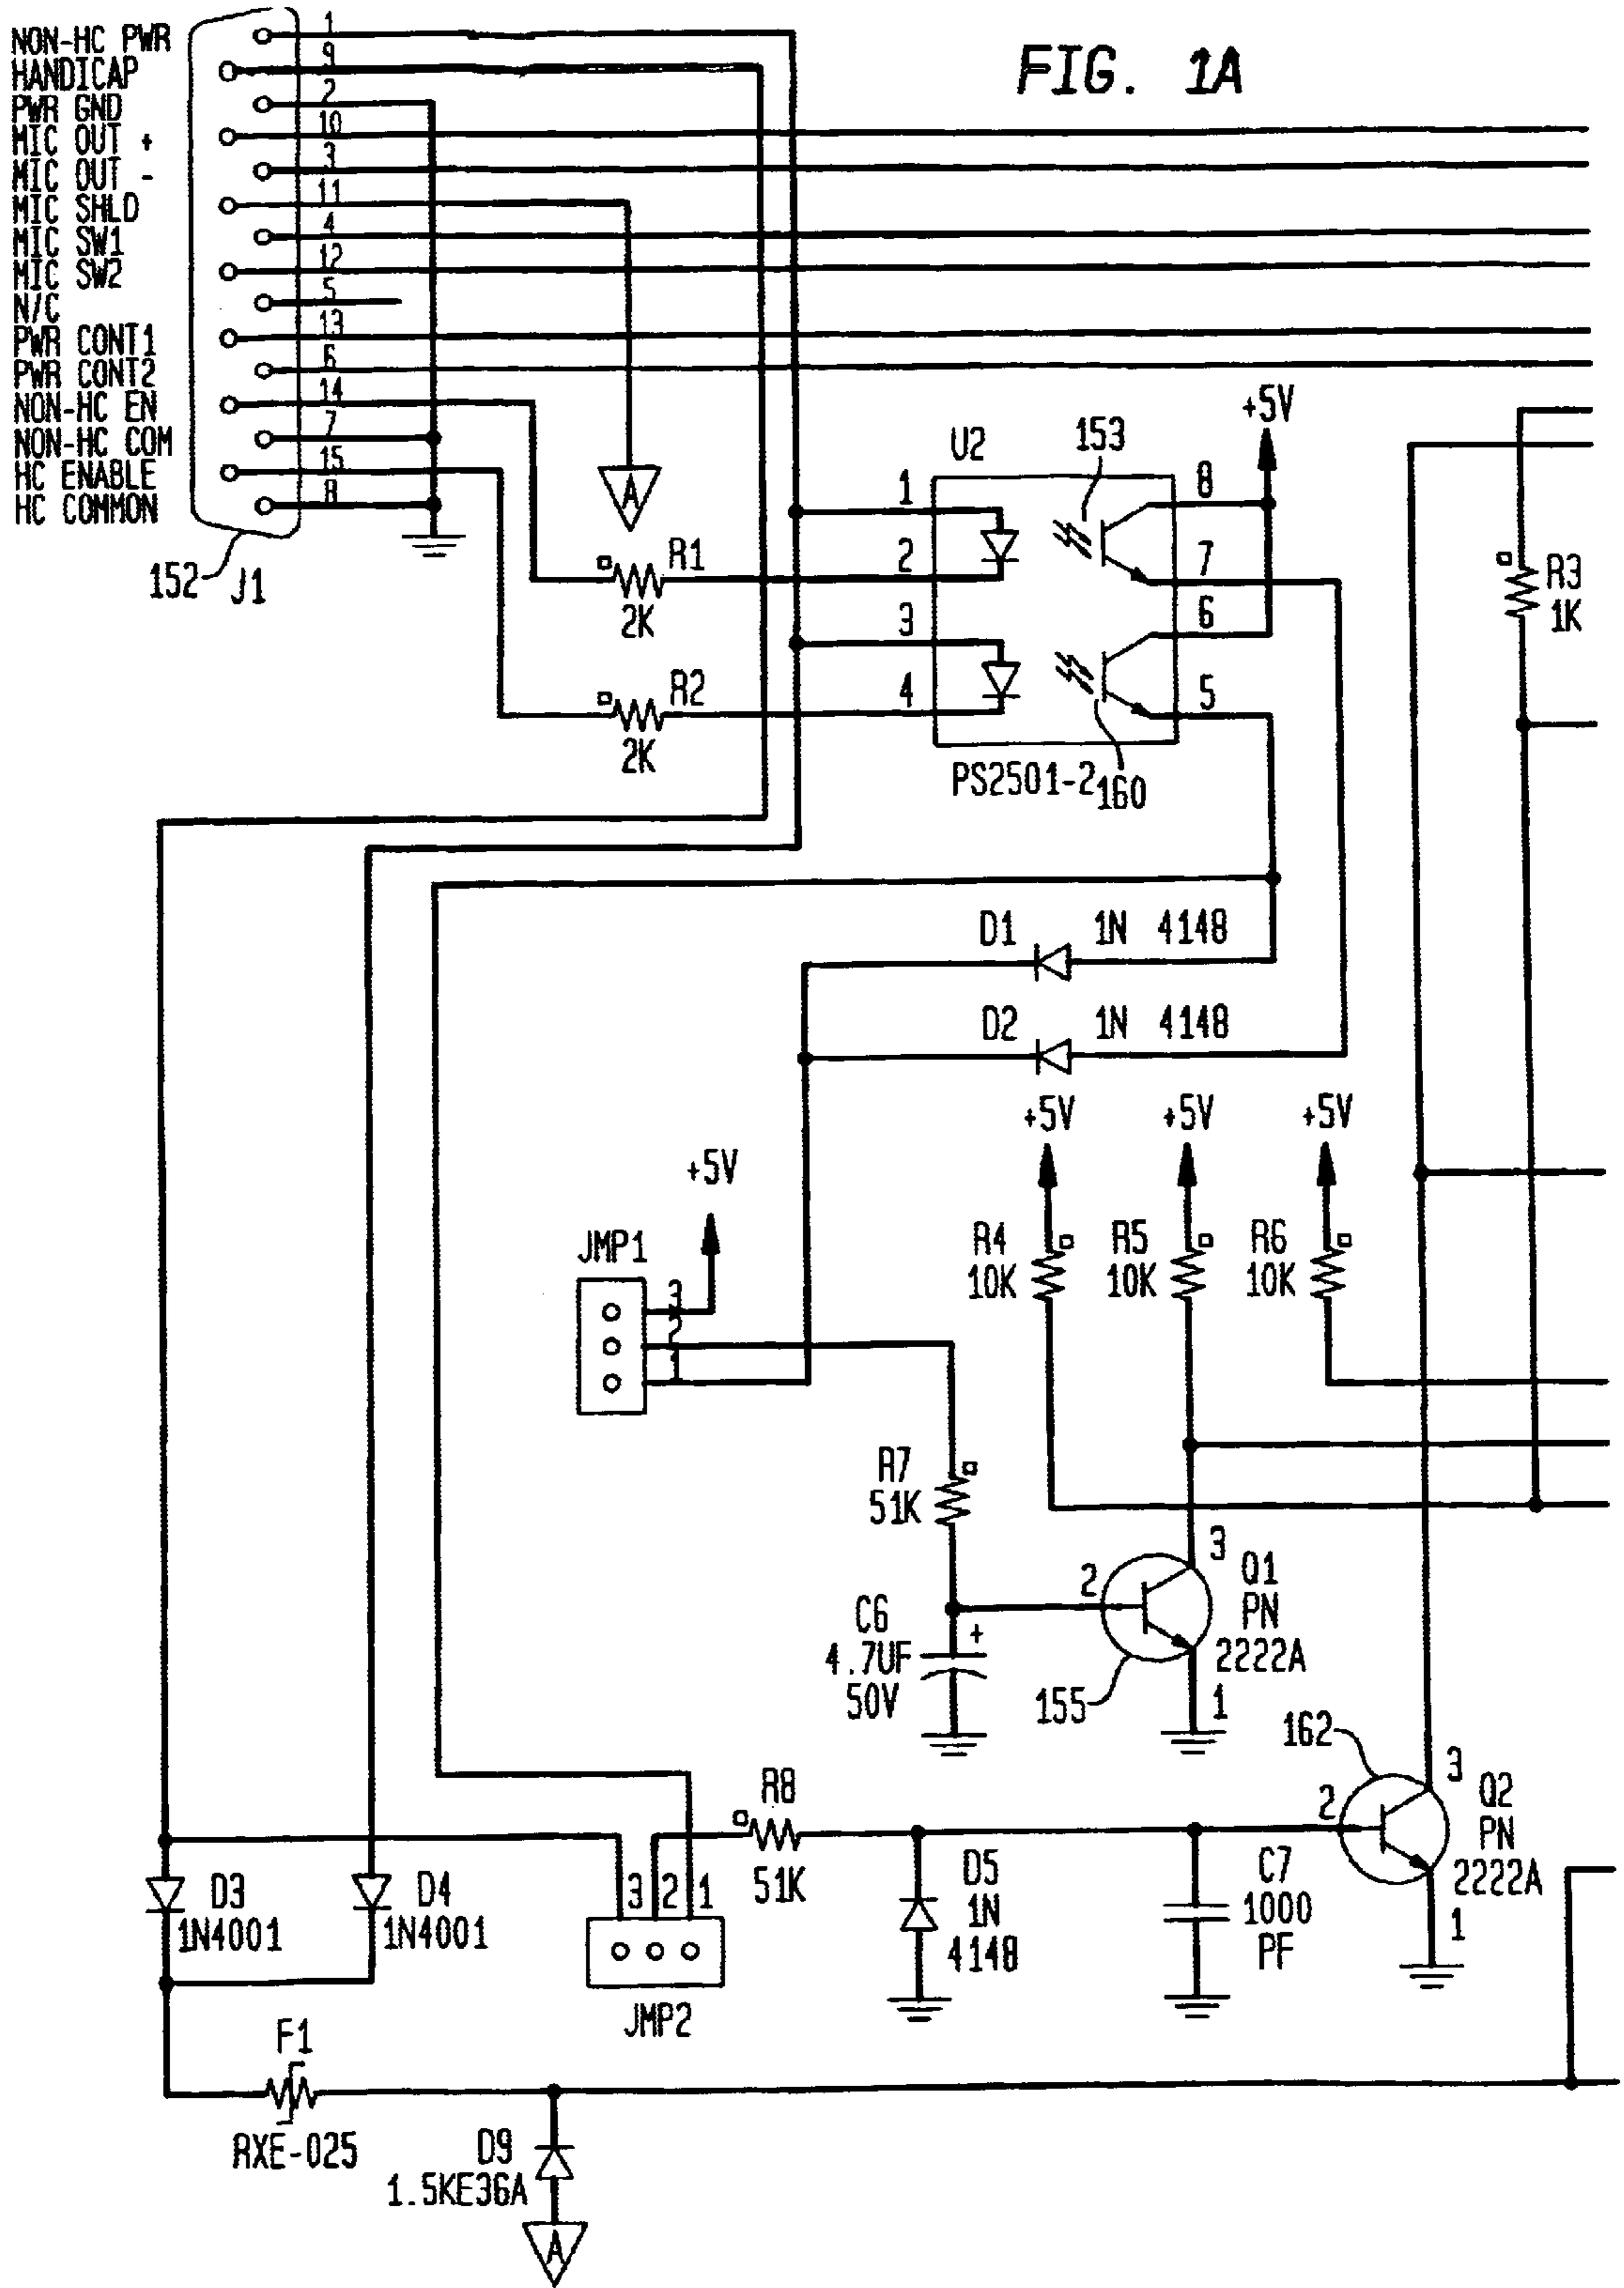 FIG. 1A
NON-HC PWR 1
HANDICAP 9
PWR GND 2
MIC OUT + 10
MIC OUT - 3
MIC SHLD 11
MIC SW1 4
MIC SW2 12
N/C 5
PWR CONT1 13
PWR CONT2 6
NON-HC EN 14
NON-HC COM 7
HC ENABLE 15
HC COMMON 8
152 J1
A
R1
2K
R2
2K
U2
153
+5V
1
2
3
4
8
7
6
5
PS2501-2
160
R3
1K
D1 1N 4148
D2 1N 4148
+5V +5V +5V
+5V
R4
10K
R5
10K
R6
10K
JMP1
3
2
1
R7
51K
C6
4.7UF
50V
+
2
3
1
Q1
PN
2222A
155
162
2
3
1
Q2
PN
2222A
R8
51K
D3
1N4001
D4
1N4001
3 2 1
JMP2
D5
1N
4148
C7
1000
PF
F1
RXE-025
D9
1.5KE36A
A